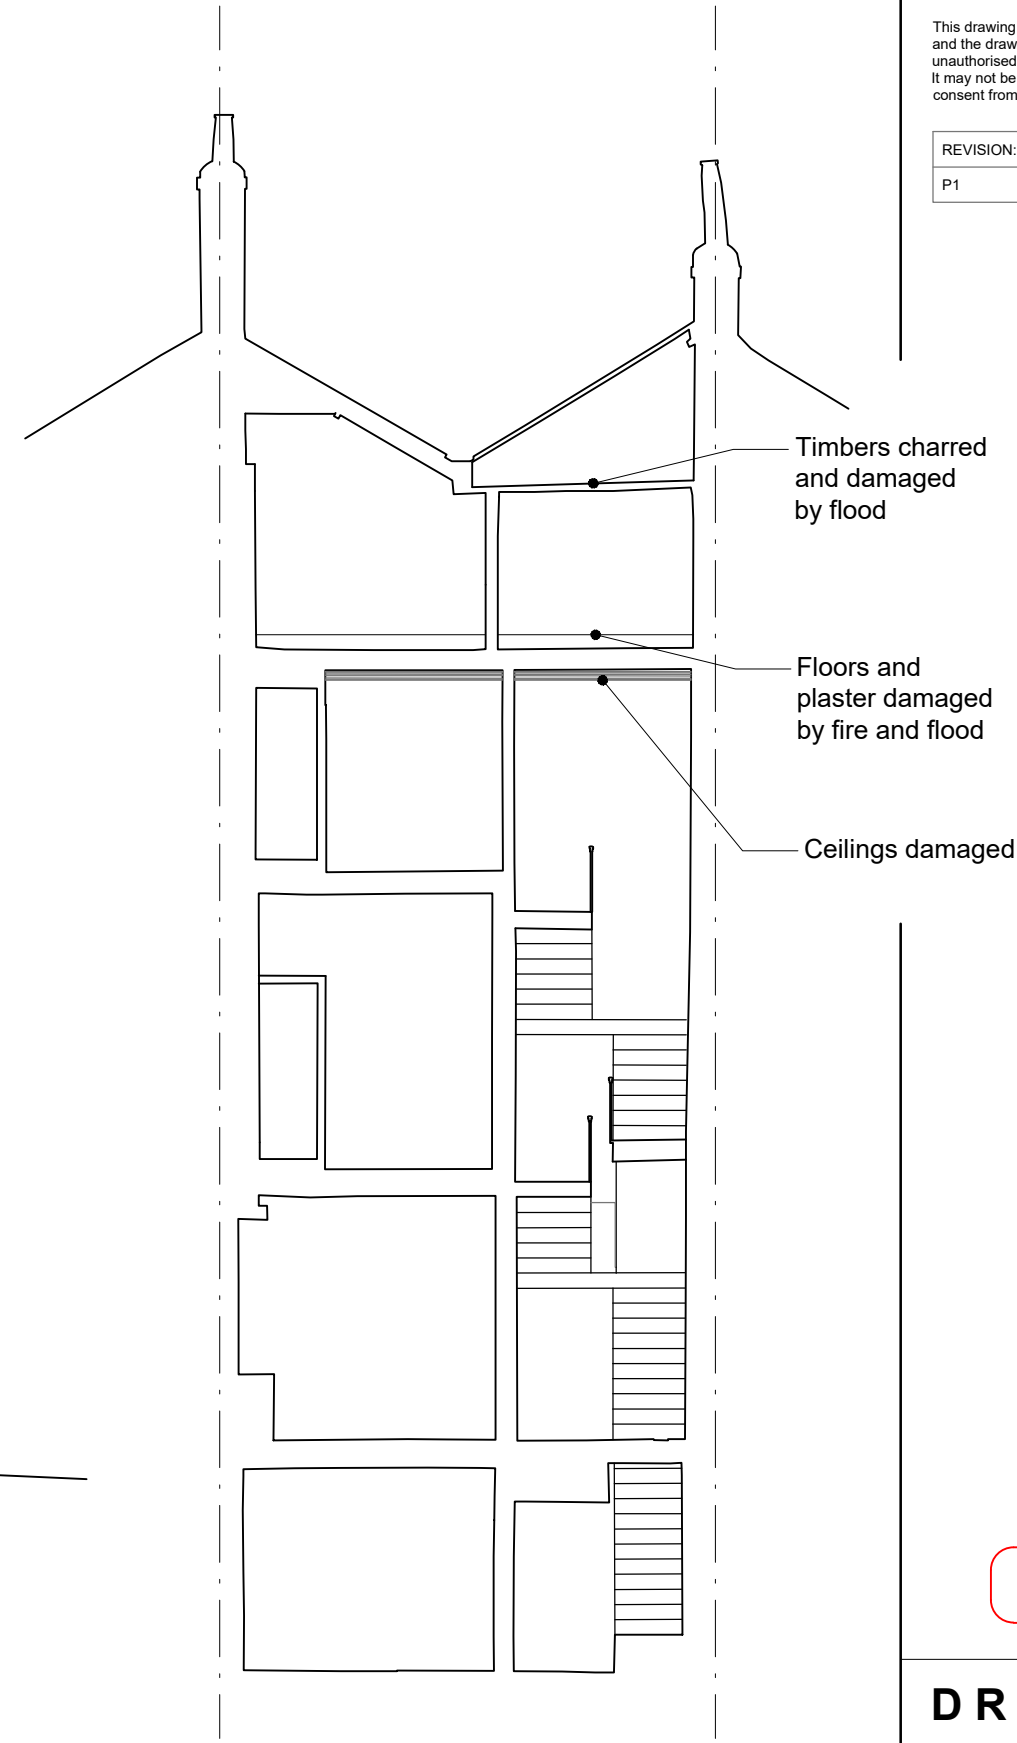 This drawing
and the draw
unauthorised
It may not be
consent from
REVISION:
P1
Timbers charred
and damaged
by flood
Floors and
plaster damaged
by fire and flood
Ceilings damaged
D R